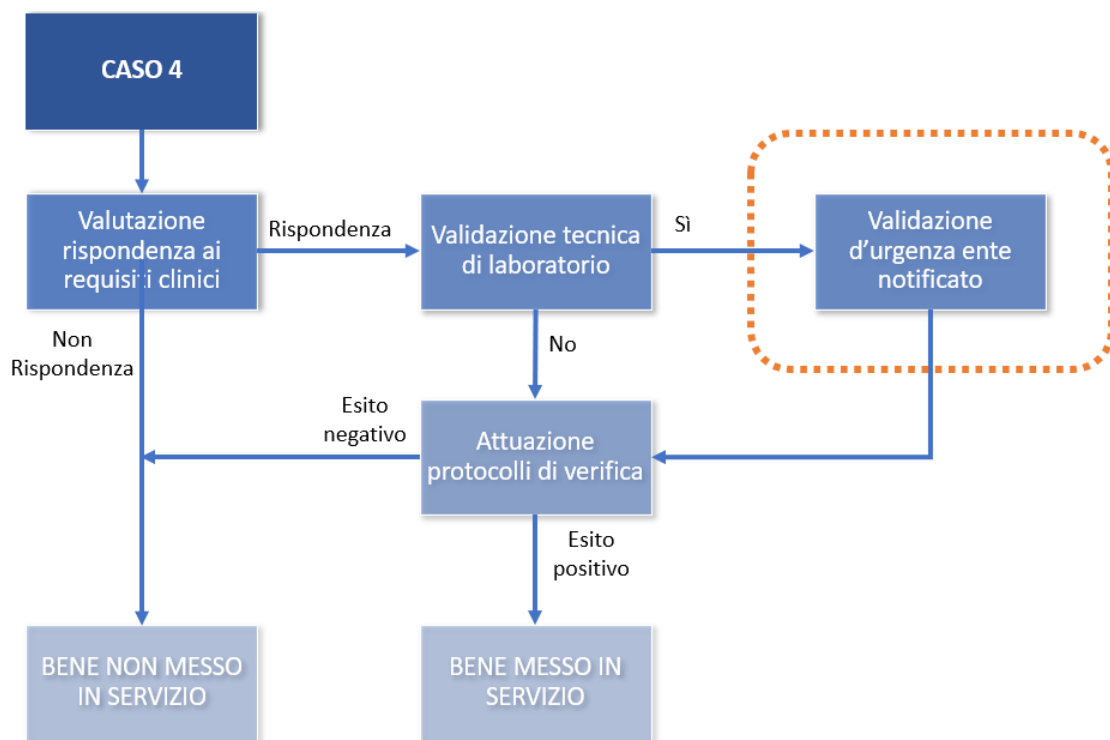 CASO 4
Valutazione
rispondenza ai
requisiti clinici
Rispondenza
Validazione tecnica
di laboratorio
Sì
Validazione
d'urgenza ente
notificato
Non
Rispondenza
No
Esito
negativo
Attuazione
protocolli di verifica
Esito
positivo
BENE NON MESSO
IN SERVIZIO
BENE MESSO IN
SERVIZIO